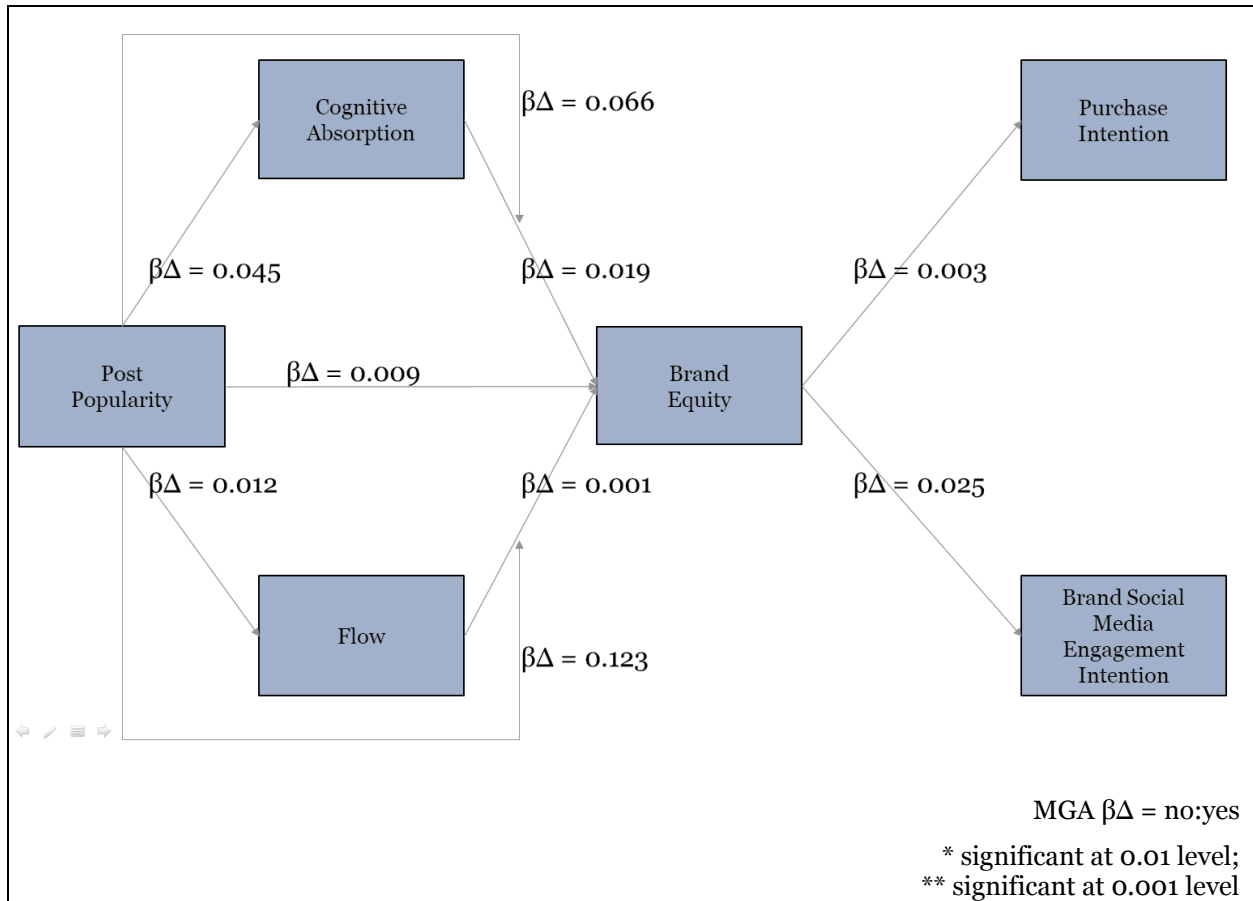 Cognitive
Absorption
βΔ = 0.066
Purchase
Intention
βΔ = 0.045
βΔ = 0.019
βΔ = 0.003
Post
Popularity
βΔ = 0.009
Brand
Equity
βΔ = 0.012
βΔ = 0.001
βΔ = 0.025
Flow
βΔ = 0.123
Brand Social
Media
Engagement
Intention
MGA βΔ = no:yes
* significant at 0.01 level;
** significant at 0.001 level